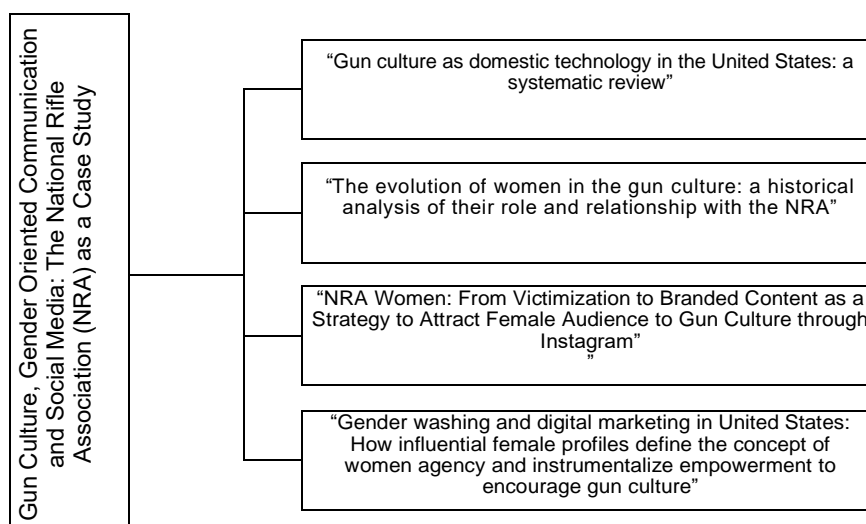 Gun Culture, Gender Oriented Communication
and Social Media: The National Rifle
Association (NRA) as a Case Study
“Gun culture as domestic technology in the United States: a
systematic review”
“The evolution of women in the gun culture: a historical
analysis of their role and relationship with the NRA”
“NRA Women: From Victimization to Branded Content as a
Strategy to Attract Female Audience to Gun Culture through
Instagram”
”
“Gender washing and digital marketing in United States:
How influential female profiles define the concept of
women agency and instrumentalize empowerment to
encourage gun culture”